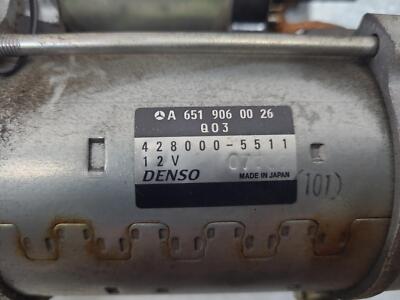 A 651 906 00 26
Q03
428000-5511
12V
DENSO MADE IN JAPAN
(101)